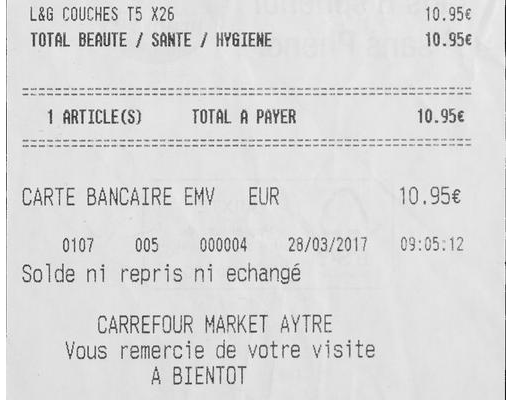 L&G COUCHES T5 X26 10.95€
TOTAL BEAUTE / SANTE / HYGIENE 10.95€
1 ARTICLE(S) TOTAL A PAYER 10.95€
CARTE BANCAIRE EMV EUR 10.95€
0107 005 000004 28/03/2017 09:05:12
Solde ni repris ni echangé
CARREFOUR MARKET AYTRE
Vous remercie de votre visite
A BIENTOT